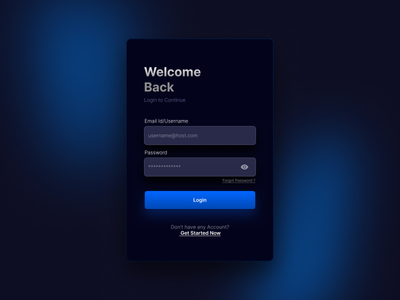 Welcome
Back
Login to Continue
Email Id/Username
username@host.com
Password
*************
Forgot Password ?
Login
Don't have any Account?
Get Started Now